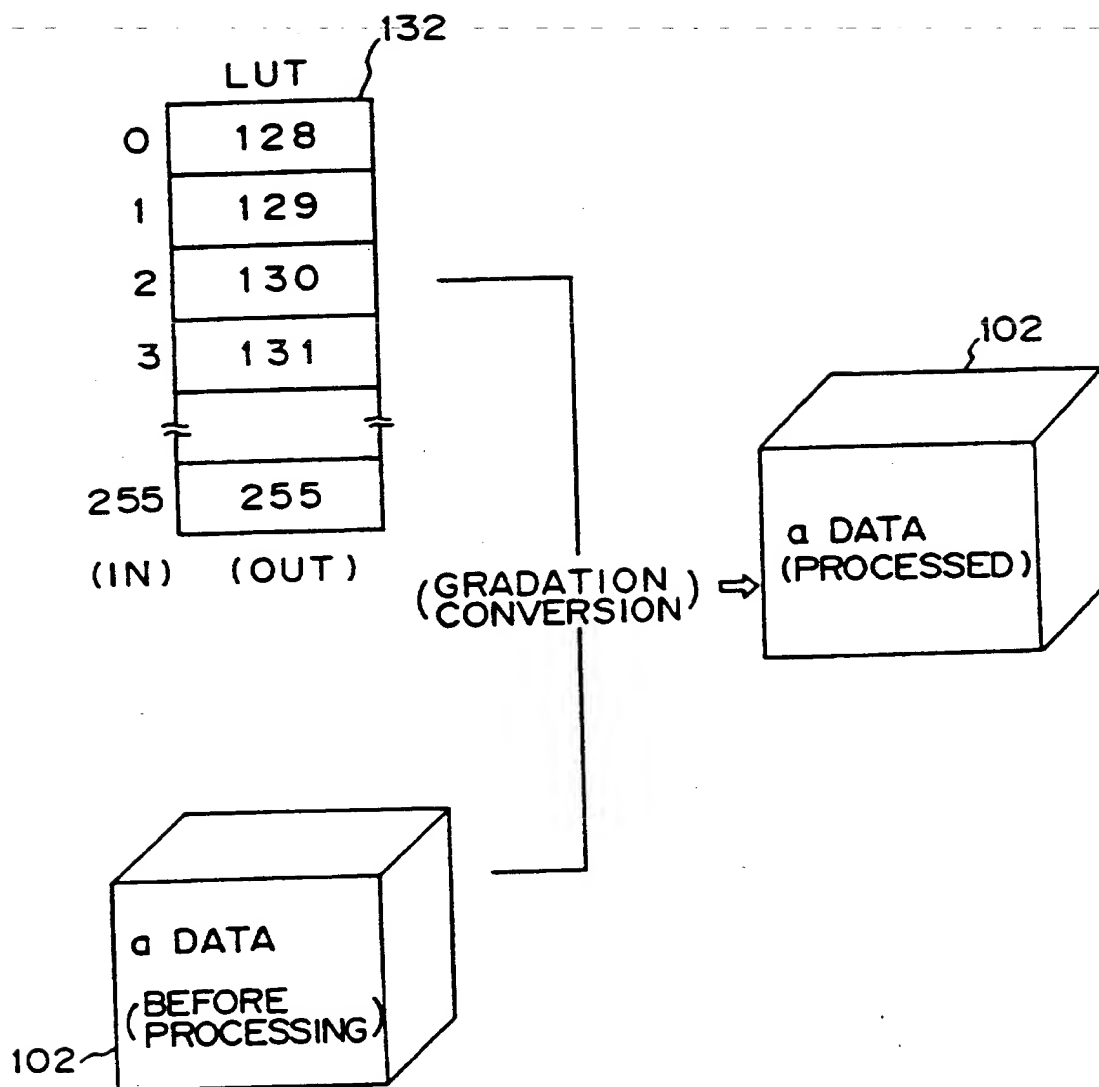 132
LUT
0 128
1 129
2 130
3 131
255 255
(IN) (OUT)
(GRADATION
CONVERSION)
102
a DATA
(PROCESSED)
a DATA
(BEFORE
PROCESSING)
102